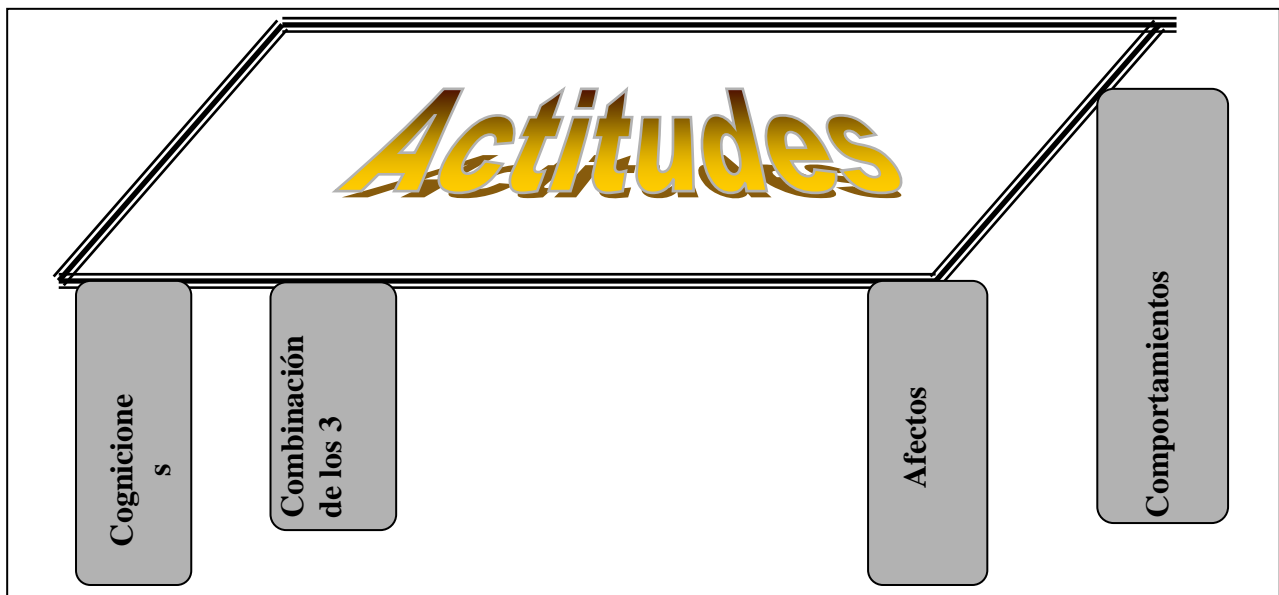 Actitudes
Cognicione
s
Combinación
de los 3
Afectos
Comportamientos